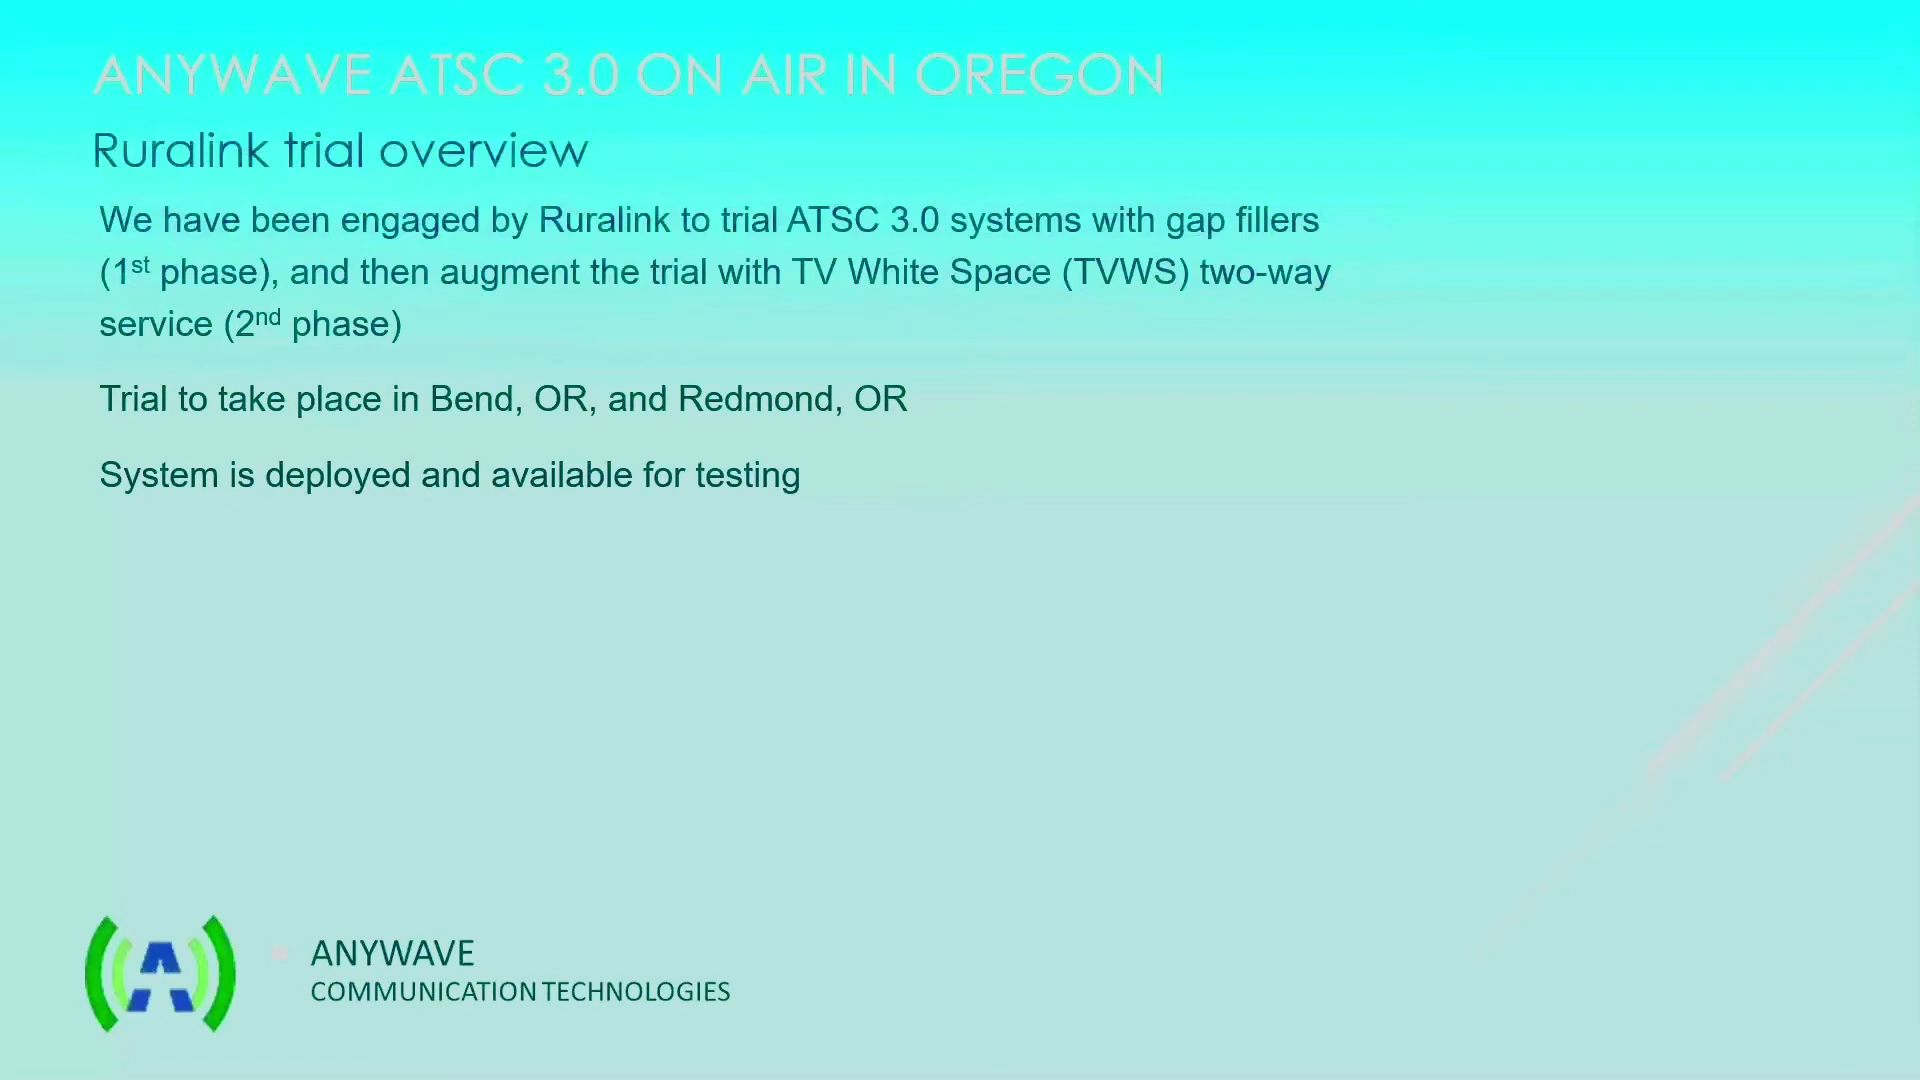 ANYWAVE ATSC 3.0 ON AIR IN OREGON
Ruralink trial overview
We have been engaged by Ruralink to trial ATSC 3.0 systems with gap fillers
(1st phase), and then augment the trial with TV White Space (TVWS) two-way
service (2nd phase)
Trial to take place in Bend, OR, and Redmond, OR
System is deployed and available for testing
ANYWAVE
COMMUNICATION TECHNOLOGIES